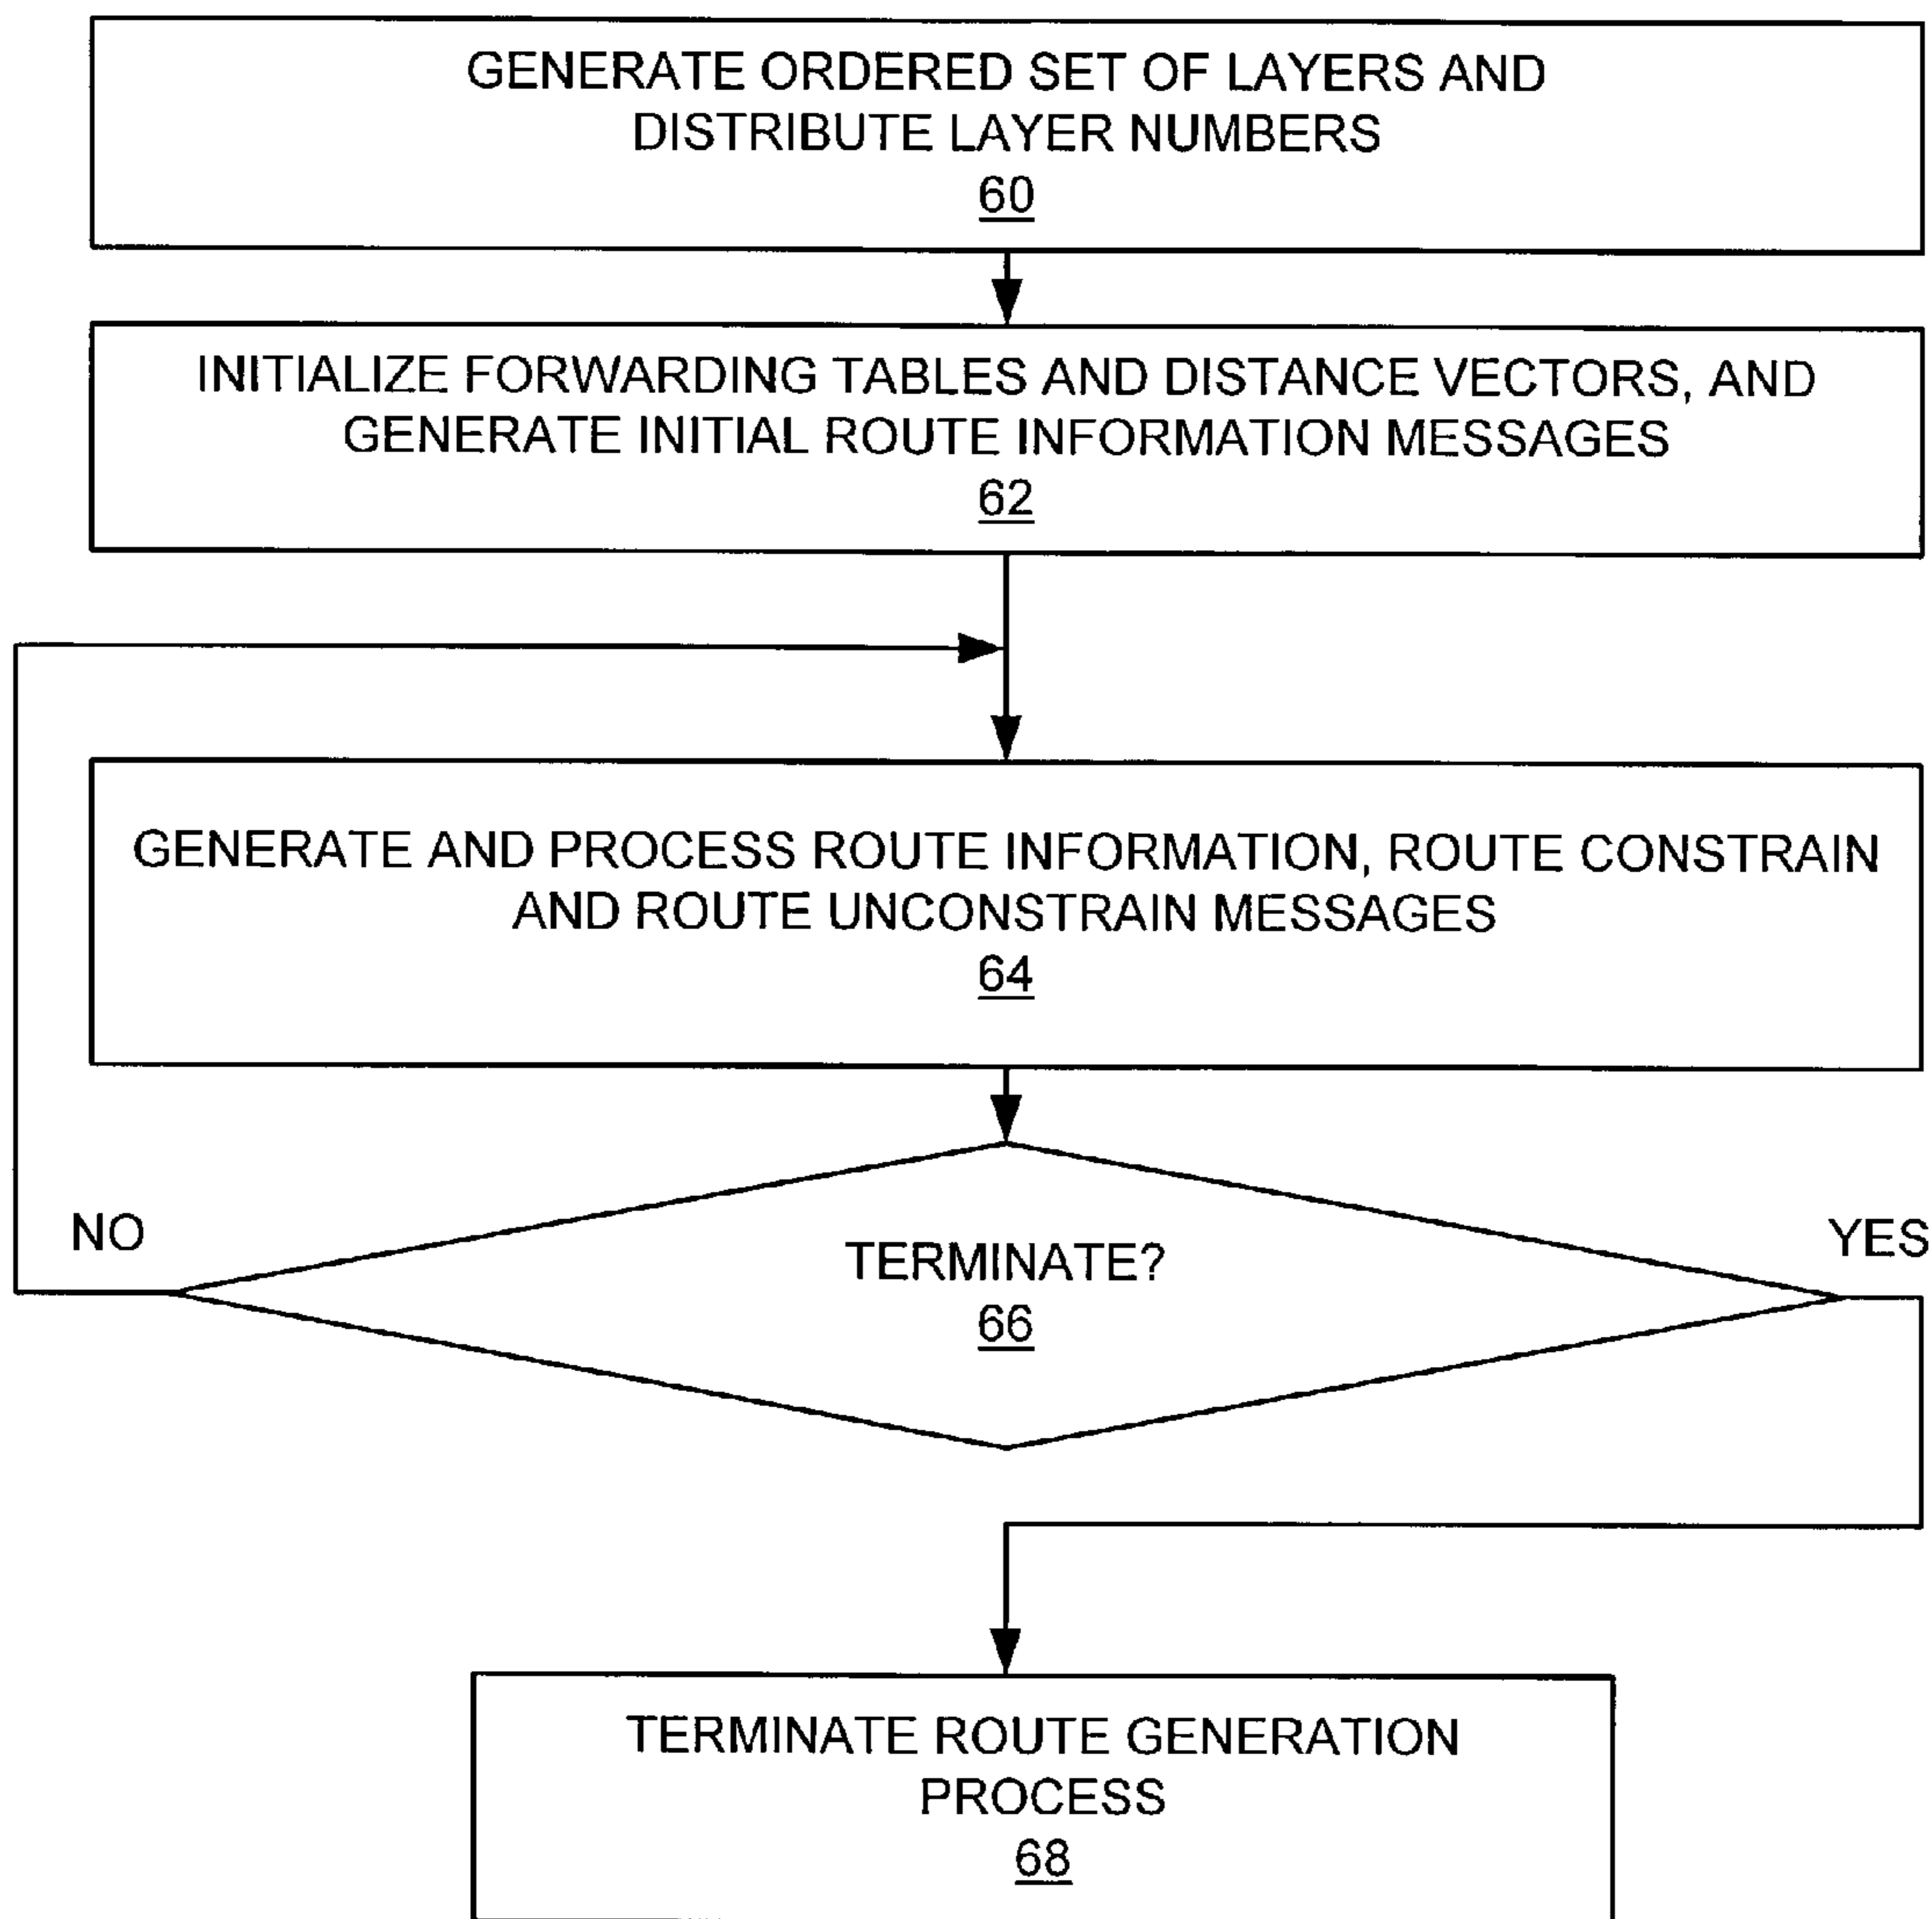 GENERATE ORDERED SET OF LAYERS AND
DISTRIBUTE LAYER NUMBERS
60
INITIALIZE FORWARDING TABLES AND DISTANCE VECTORS, AND
GENERATE INITIAL ROUTE INFORMATION MESSAGES
62
GENERATE AND PROCESS ROUTE INFORMATION, ROUTE CONSTRAIN
AND ROUTE UNCONSTRAIN MESSAGES
64
NO
YES
TERMINATE?
66
TERMINATE ROUTE GENERATION
PROCESS
68